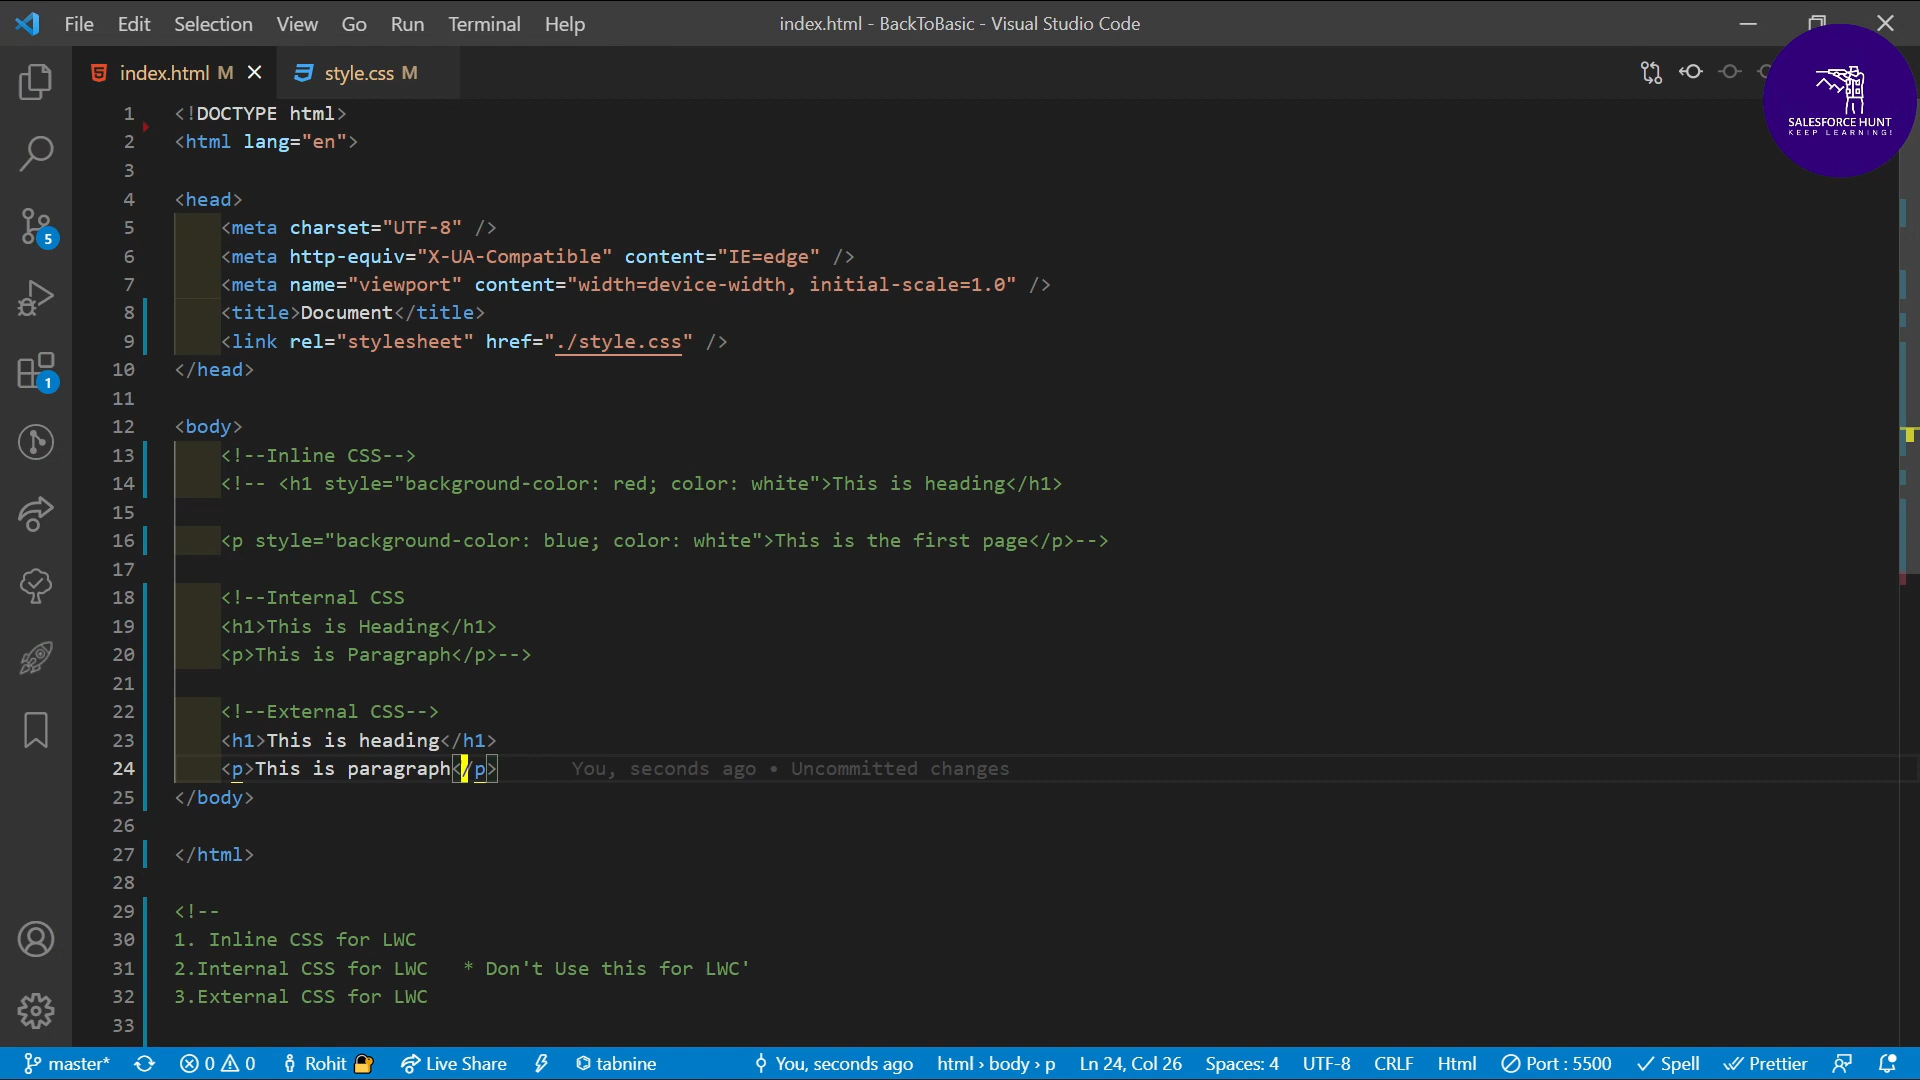 File Edit Selection View Go Run Terminal Help
index.html - BackToBasic - Visual Studio Code
index.html M
style.css M
SALESFORCE HUNT
KEEP LEARNING!
1 <!DOCTYPE html>
2 <html lang="en">
3
4 <head>
5 <meta charset="UTF-8" />
6 <meta http-equiv="X-UA-Compatible" content="IE=edge" />
7 <meta name="viewport" content="width=device-width, initial-scale=1.0" />
8 <title>Document</title>
9 <link rel="stylesheet" href="./style.css" />
10 </head>
11
12 <body>
13 <!--Inline CSS-->
14 <!-- <h1 style="background-color: red; color: white">This is heading</h1>
15
16 <p style="background-color: blue; color: white">This is the first page</p>-->
17
18 <!--Internal CSS
19 <h1>This is Heading</h1>
20 <p>This is Paragraph</p>-->
21
22 <!--External CSS-->
23 <h1>This is heading</h1>
24 <p>This is paragraph</p> You, seconds ago • Uncommitted changes
25 </body>
26
27 </html>
28
29 <!--
30 1. Inline CSS for LWC
31 2.Internal CSS for LWC * Don't Use this for LWC'
32 3.External CSS for LWC
33
5
1
master* 0 0 Rohit Live Share tabnine You, seconds ago html › body › p Ln 24, Col 26 Spaces: 4 UTF-8 CRLF Html Port : 5500 Spell Prettier